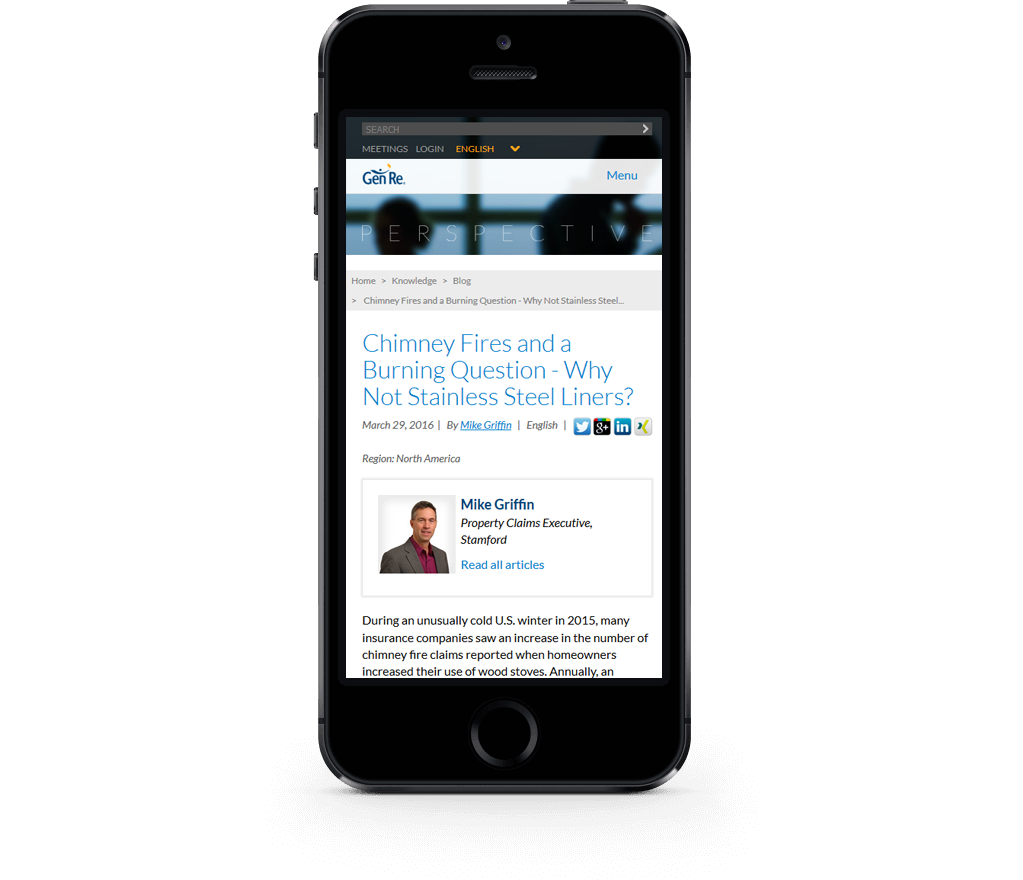 SEARCH
MEETINGS LOGIN ENGLISH
Gen Re.
Menu
PERSPECTIVE
Home > Knowledge > Blog
> Chimney Fires and a Burning Question - Why Not Stainless Steel...
Chimney Fires and a
Burning Question - Why
Not Stainless Steel Liners?
March 29, 2016 | By Mike Griffin | English |
g+ in
Region: North America
Mike Griffin
Property Claims Executive,
Stamford
Read all articles
During an unusually cold U.S. winter in 2015, many
insurance companies saw an increase in the number of
chimney fire claims reported when homeowners
increased their use of wood stoves. Annually, an